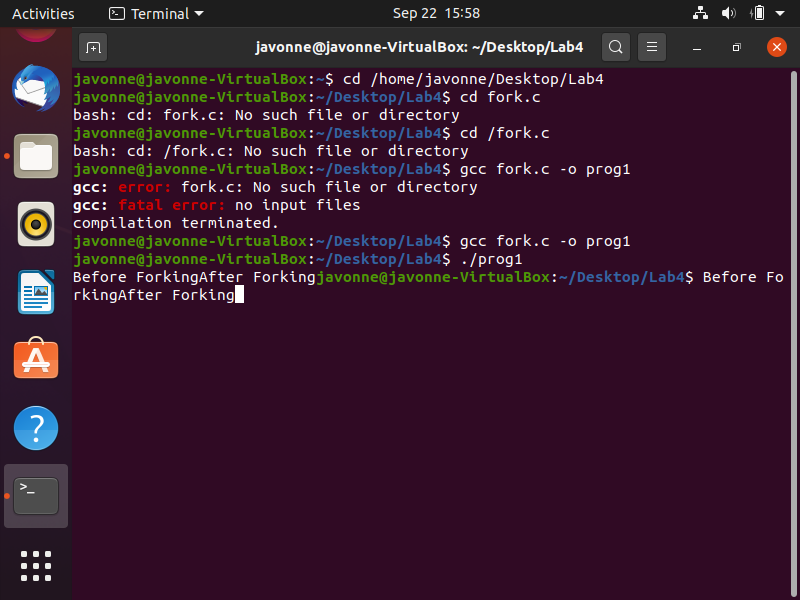 Activities Terminal Sep 22 15:58
javonne@javonne-VirtualBox: ~/Desktop/Lab4
javonne@javonne-VirtualBox:~$ cd /home/javonne/Desktop/Lab4
javonne@javonne-VirtualBox:~/Desktop/Lab4$ cd fork.c
bash: cd: fork.c: No such file or directory
javonne@javonne-VirtualBox:~/Desktop/Lab4$ cd /fork.c
bash: cd: /fork.c: No such file or directory
javonne@javonne-VirtualBox:~/Desktop/Lab4$ gcc fork.c -o prog1
gcc: error: fork.c: No such file or directory
gcc: fatal error: no input files
compilation terminated.
javonne@javonne-VirtualBox:~/Desktop/Lab4$ gcc fork.c -o prog1
javonne@javonne-VirtualBox:~/Desktop/Lab4$ ./prog1
Before ForkingAfter Forkingjavonne@javonne-VirtualBox:~/Desktop/Lab4$ Before Fo
rkingAfter Forking